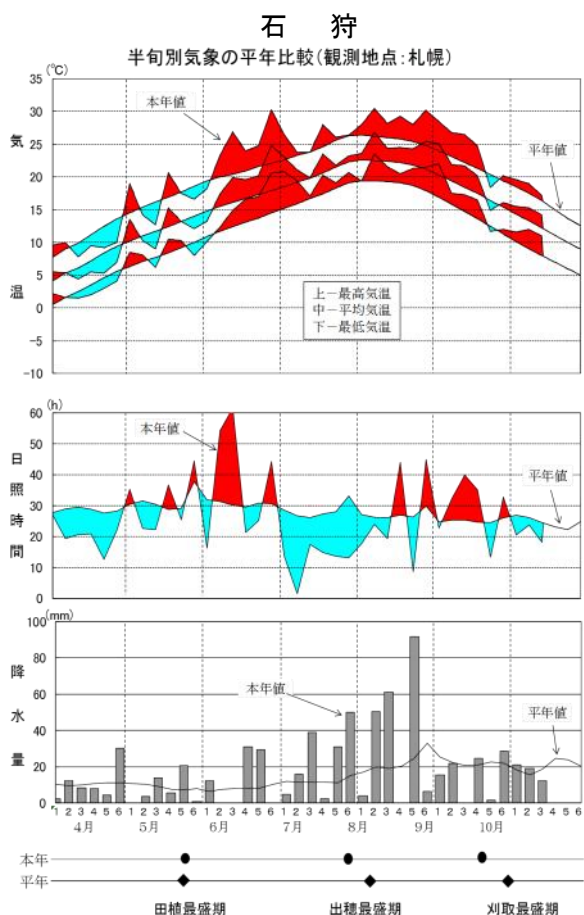 石 狩
半旬別気象の平年比較(観測地点:札幌)
(℃)
35
30
25
20
15
10
5
0
-5
-10
気
温
本年値
平年値
上-最高気温
中-平均気温
下-最低気温
(h)
60
50
40
30
20
10
0
日照時間
本年値
平年値
(mm)
100
80
60
40
20
0
降水量
本年値
平年値
1 2 3 4 5 6 1 2 3 4 5 6 1 2 3 4 5 6 1 2 3 4 5 6 1 2 3 4 5 6 1 2 3 4 5 6 1 2 3 4 5 6
4月 5月 6月 7月 8月 9月 10月
本年
平年
田植最盛期 出穂最盛期 刈取最盛期